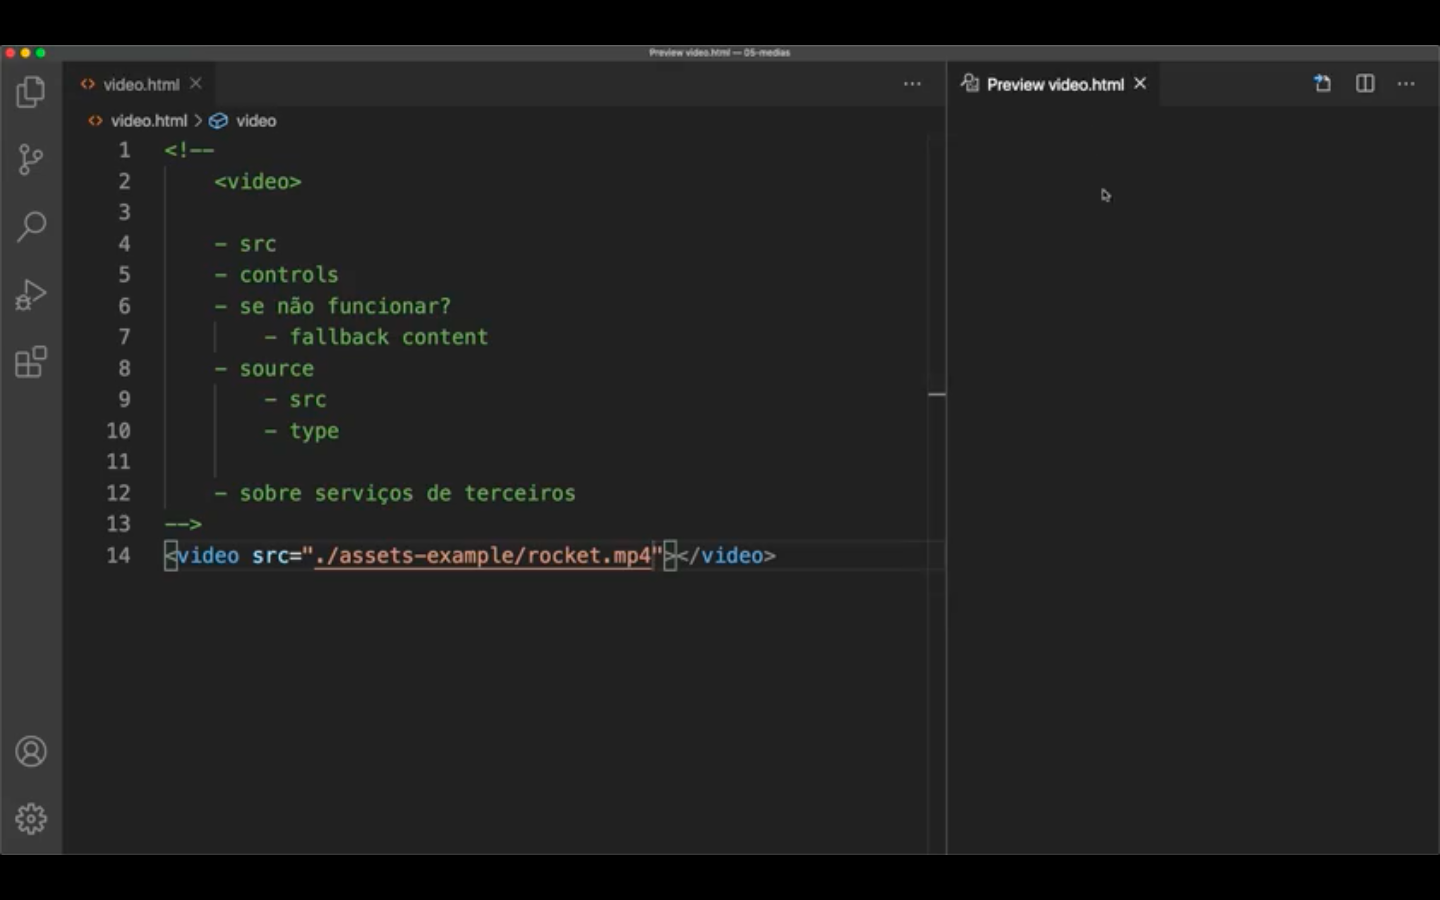 Preview video.html — 05-medias
video.html
Preview video.html
video.html > video
1 <!--
2 <video>
3
4 - src
5 - controls
6 - se não funcionar?
7 - fallback content
8 - source
9 - src
10 - type
11
12 - sobre serviços de terceiros
13 -->
14 <video src="./assets-example/rocket.mp4"></video>